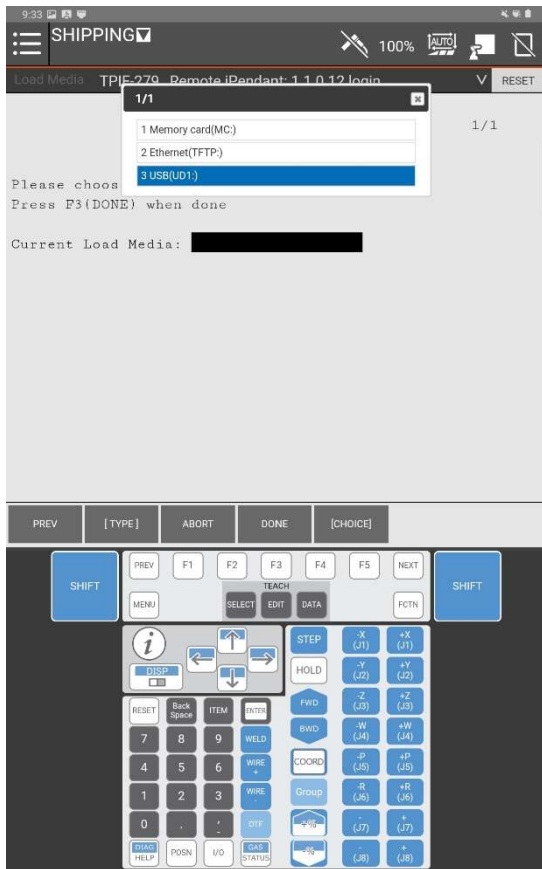 9:33
SHIPPING
100%
AUTO
Load Media TPIF-279 Remote iPendant: 1.1.0.12 login
RESET
1/1
1 Memory card(MC:)
2 Ethernet(TFTP:)
3 USB(UD1:)
1/1
Please choos
Press F3(DONE) when done
Current Load Media:
PREV [ TYPE ] ABORT DONE [CHOICE]
SHIFT
PREV F1 F2 F3 F4 F5 NEXT
TEACH
MENU SELECT EDIT DATA FCTN
SHIFT
i
DISP
STEP -X (J1) +X (J1)
HOLD -Y (J2) +Y (J2)
FWD -Z (J3) +Z (J3)
BWD -W (J4) +W (J4)
COORD -P (J5) +P (J5)
Group -R (J6) +R (J6)
+% - (J7) + (J7)
-% - (J8) + (J8)
RESET Back Space ITEM ENTER
7 8 9 WELD
4 5 6 WIRE +
1 2 3 WIRE -
0 . , - OTF
DIAG HELP POSN I/O GAS STATUS